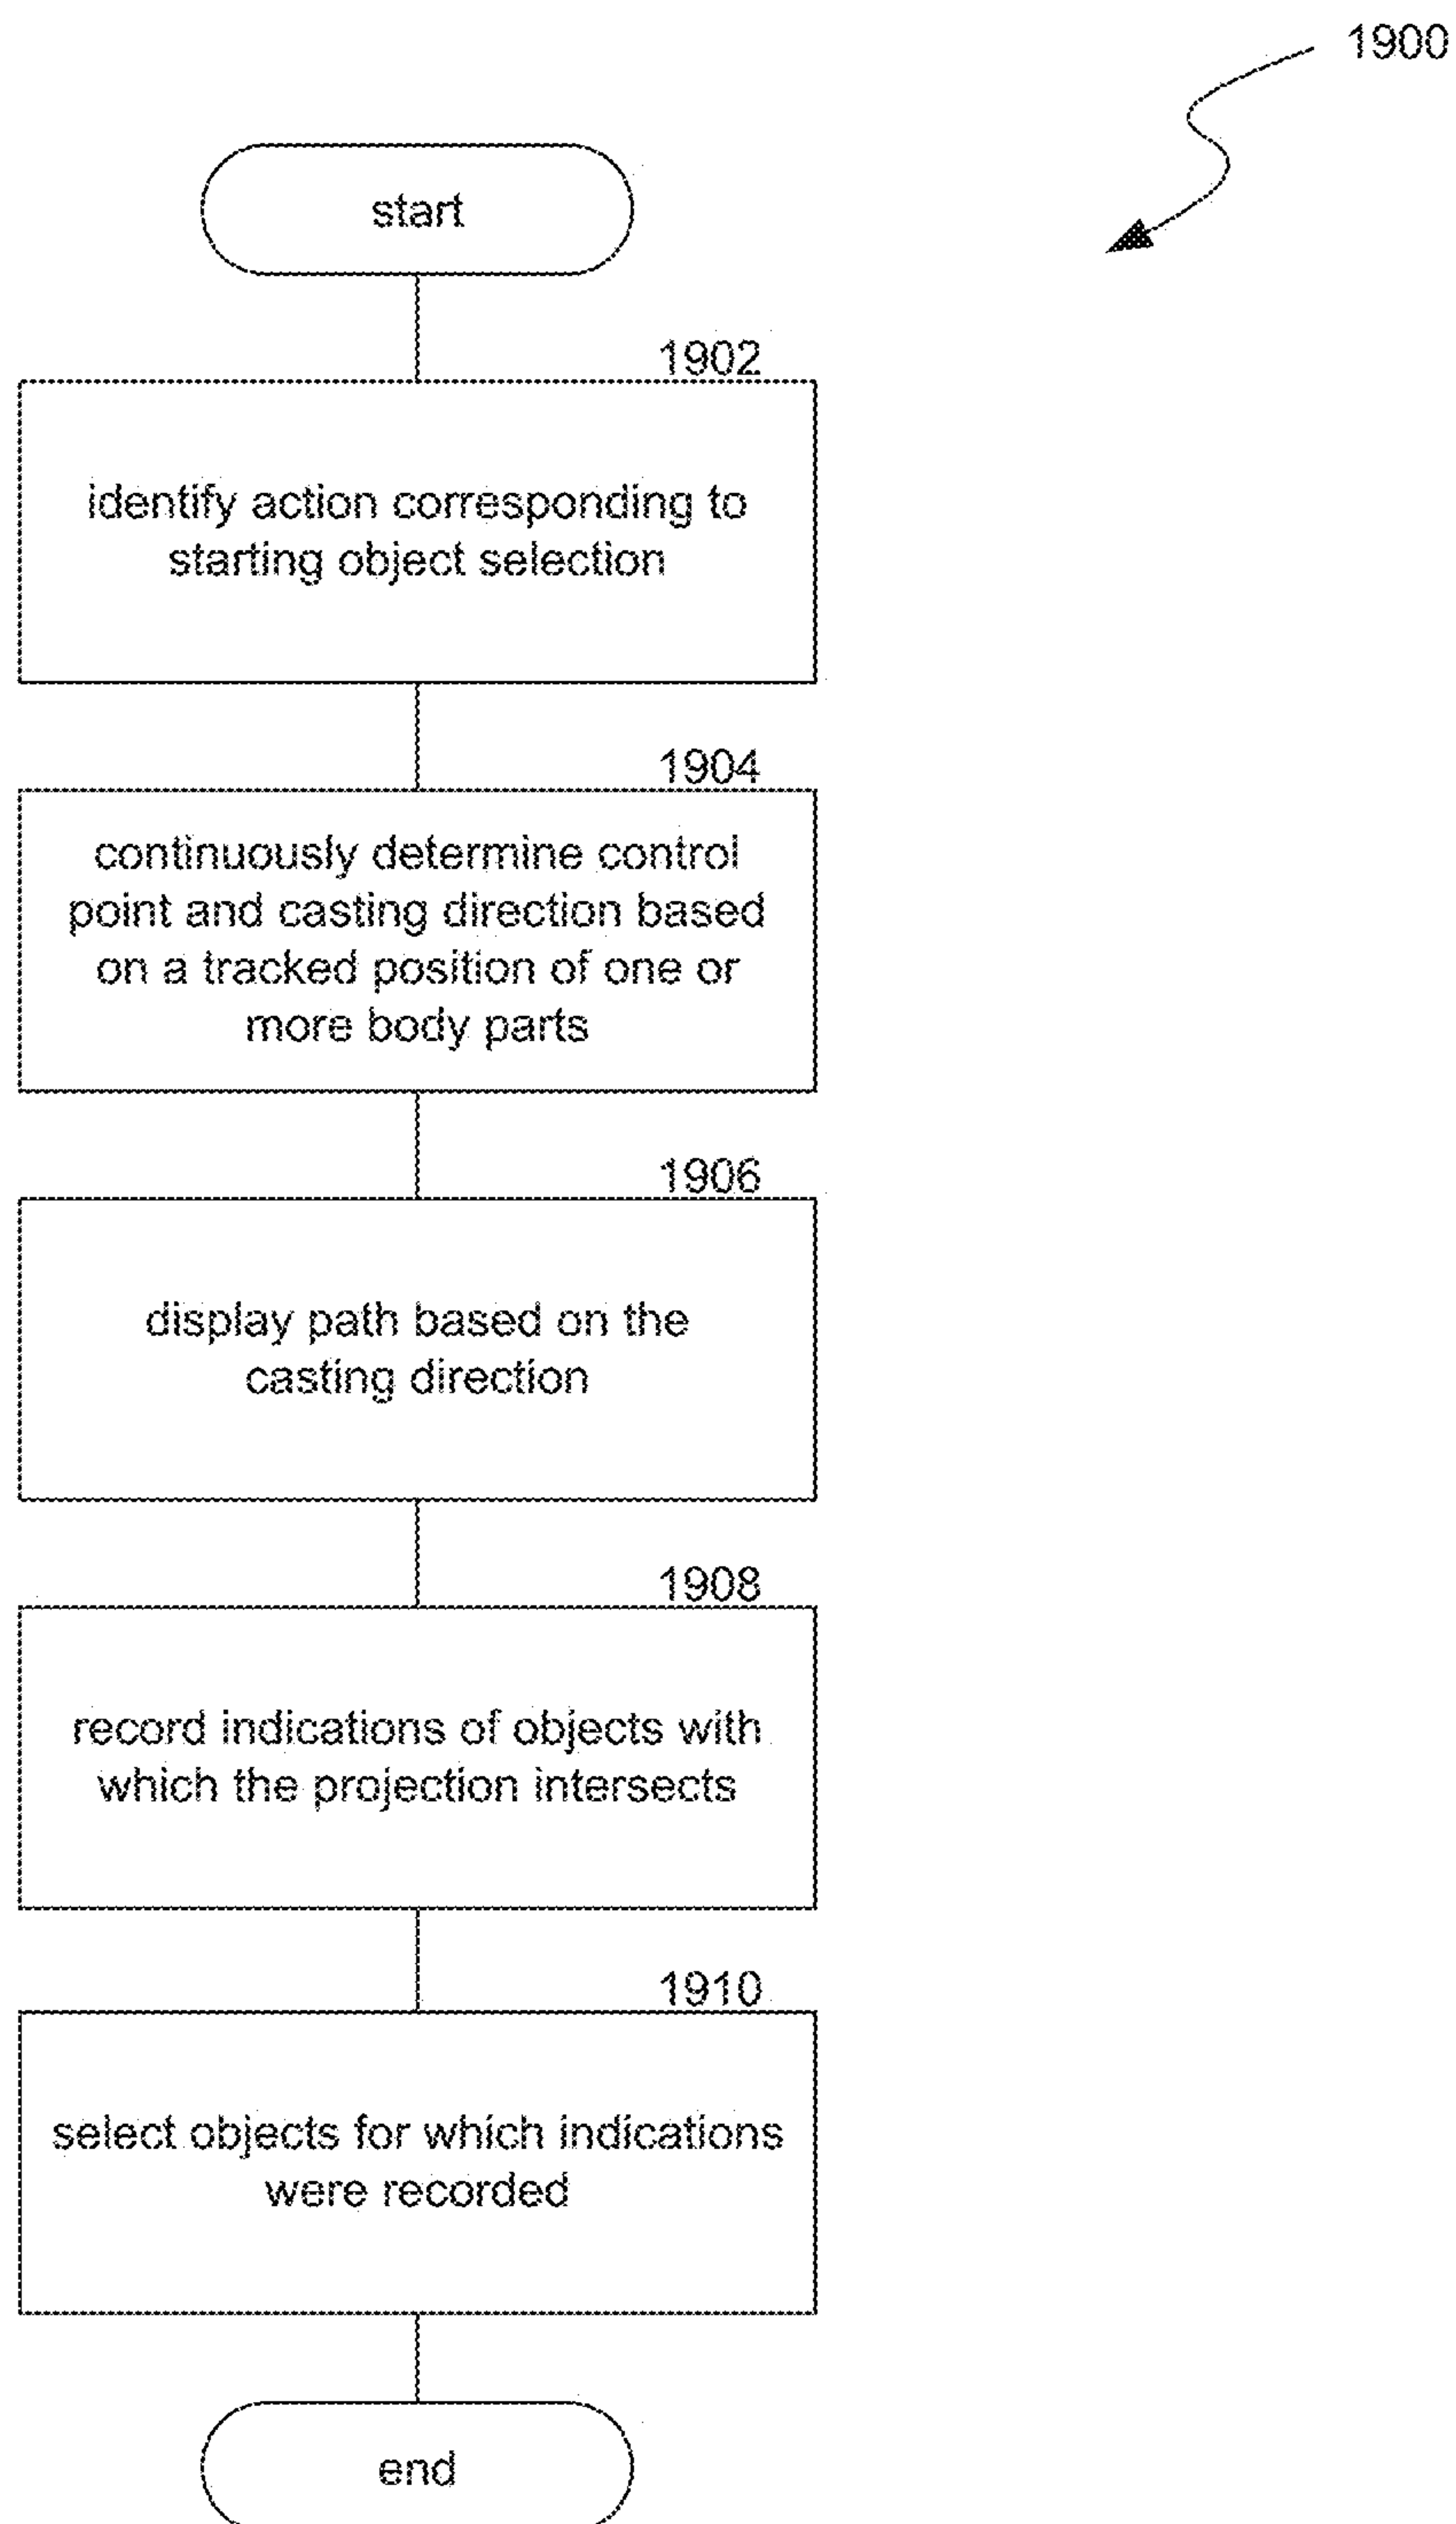 1900
start
1902
identify action corresponding to
starting object selection
1904
continuously determine control
point and casting direction based
on a tracked position of one or
more body parts
1906
display path based on the
casting direction
1908
record indications of objects with
which the projection intersects
1910
select objects for which indications
were recorded
end